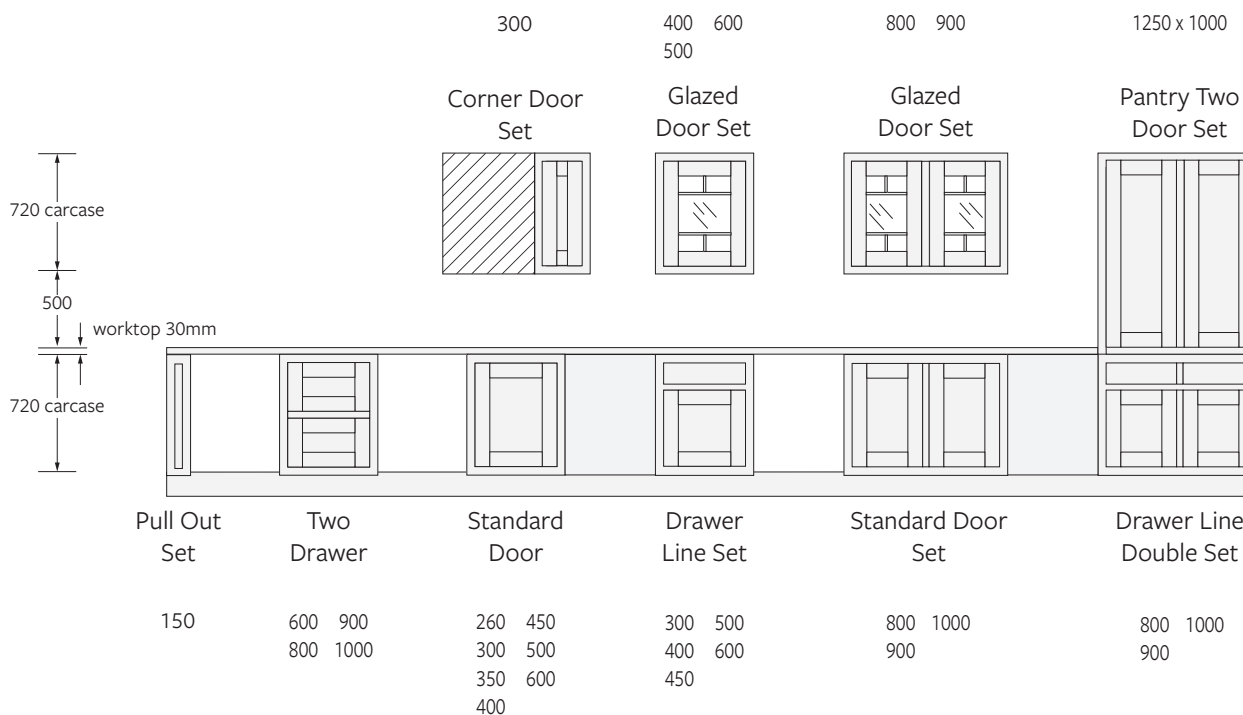 300
400 600
500
800 900
1250 x 1000
Corner Door
Set
Glazed
Door Set
Glazed
Door Set
Pantry Two
Door Set
720 carcase
500
worktop 30mm
720 carcase
Pull Out
Set
Two
Drawer
Standard
Door
Drawer
Line Set
Standard Door
Set
Drawer Line
Double Set
150
600 900
800 1000
260 450
300 500
350 600
400
300 500
400 600
450
800 1000
900
800 1000
900